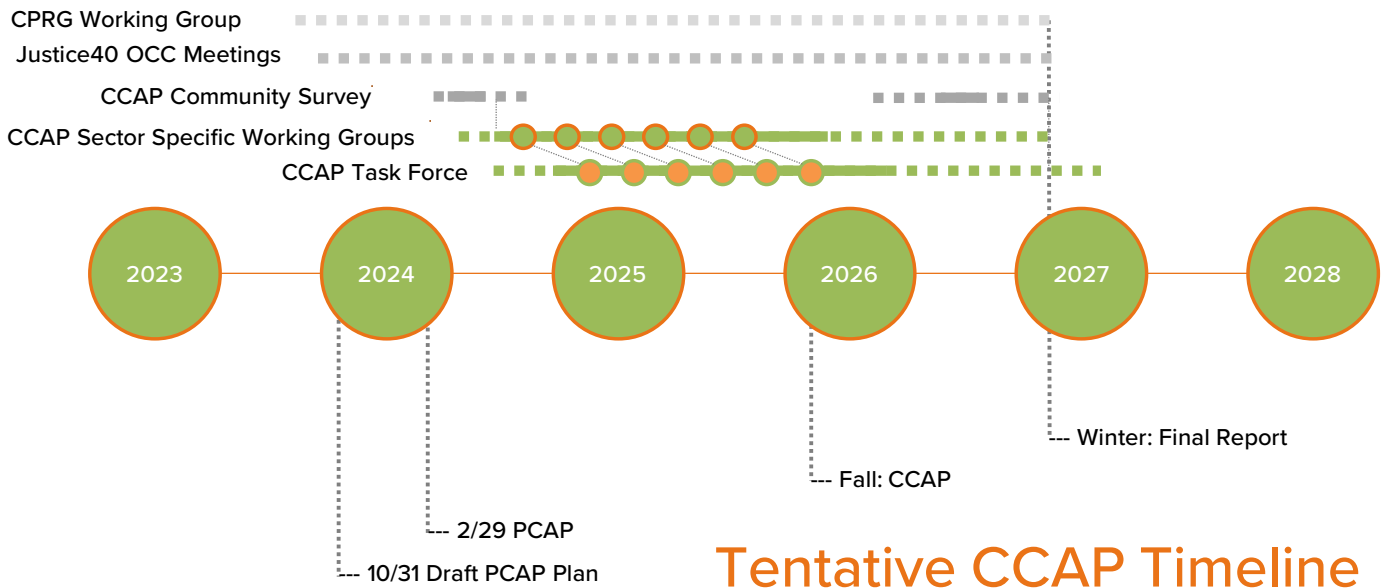 CPRG Working Group
Justice40 OCC Meetings
CCAP Community Survey
CCAP Sector Specific Working Groups
CCAP Task Force
2023
2024
2025
2026
2027
2028
--- Winter: Final Report
--- Fall: CCAP
--- 2/29 PCAP
--- 10/31 Draft PCAP Plan
Tentative CCAP Timeline